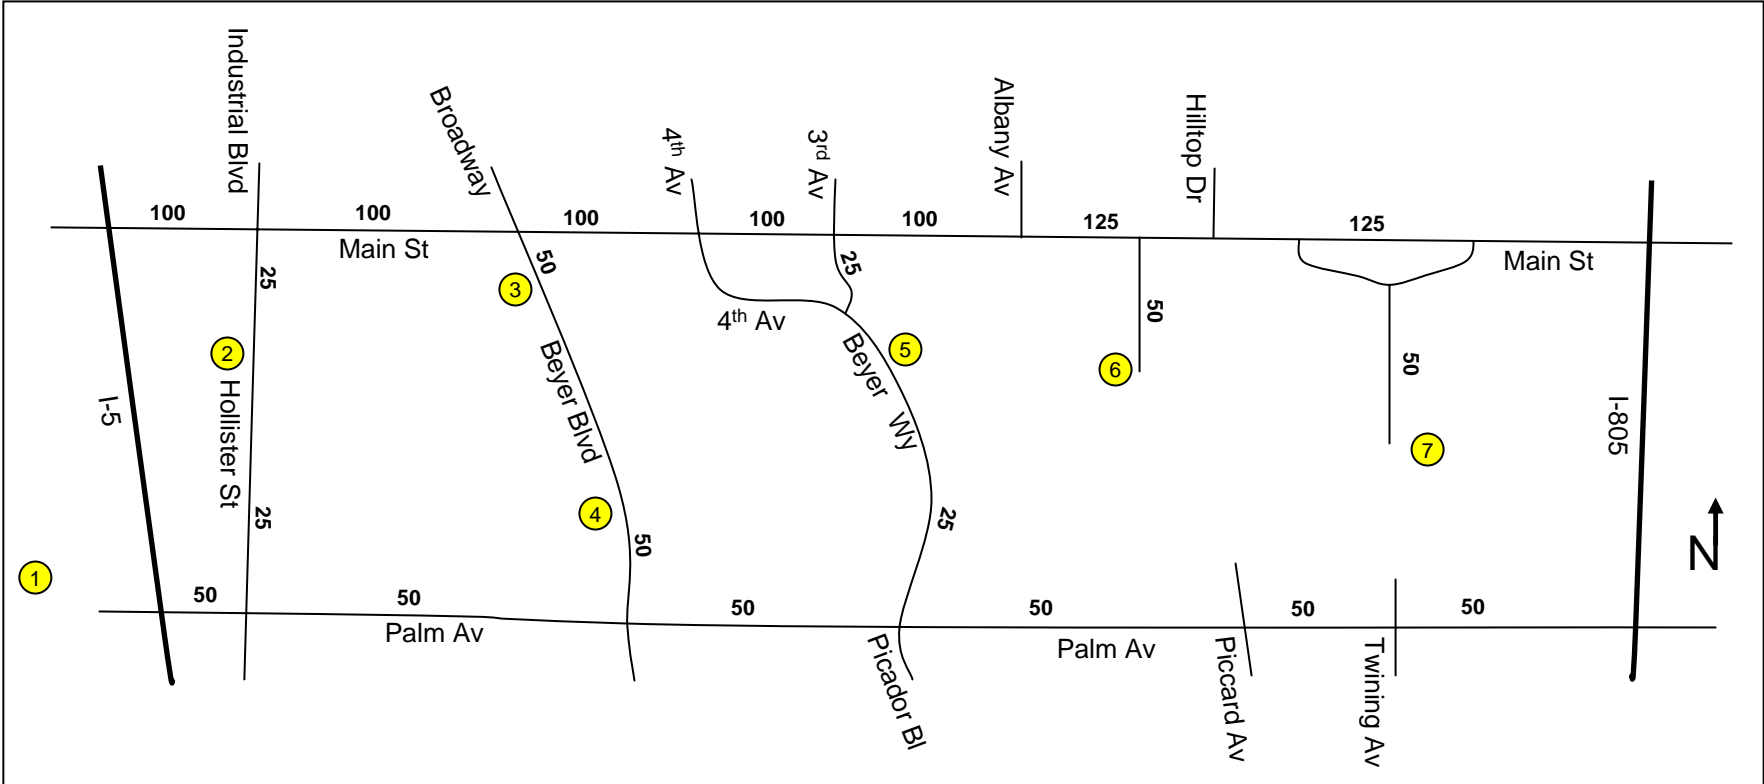 Industrial Blvd
Broadway
4th Av
3rd Av
Albany Av
Hilltop Dr
100
100
100
100
100
125
125
Main St
Main St
25
50
25
50
3
4th Av
2
Beyer Blvd
Beyer Wy
5
6
50
I-5
Hollister St
I-805
7
25
4
50
25
N
1
50
50
50
50
50
50
Palm Av
Palm Av
Picador Bl
Piccard Av
Twining Av